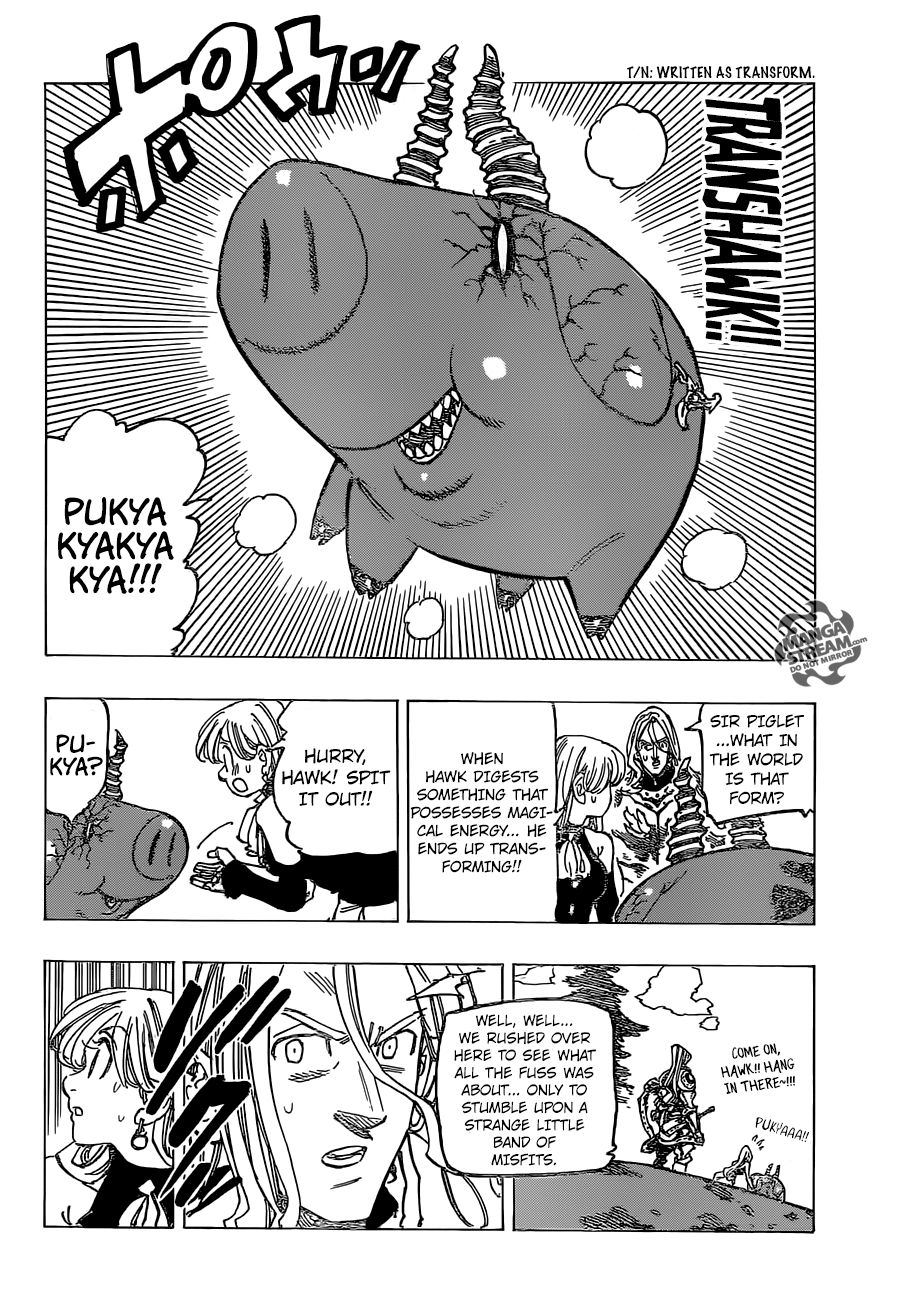 T/N: WRITTEN AS TRANSFORM.
TRANSHAWK!!
PUKYA
KYAKYA
KYA!!!
MANGA
STREAM.com
DO NOT MIRROR
SIR PIGLET
...WHAT IN
THE WORLD
IS THAT
FORM?
WHEN
HAWK DIGESTS
SOMETHING THAT
POSSESSES MAGI-
CAL ENERGY... HE
ENDS UP TRANS-
FORMING!!
HURRY,
HAWK! SPIT
IT OUT!!
PU-
KYA?
COME ON,
HAWK!! HANG
IN THERE~!!!
PUKYAAA!!
WELL, WELL...
WE RUSHED OVER
HERE TO SEE WHAT
ALL THE FUSS WAS
ABOUT... ONLY TO
STUMBLE UPON A
STRANGE LITTLE
BAND OF
MISFITS.